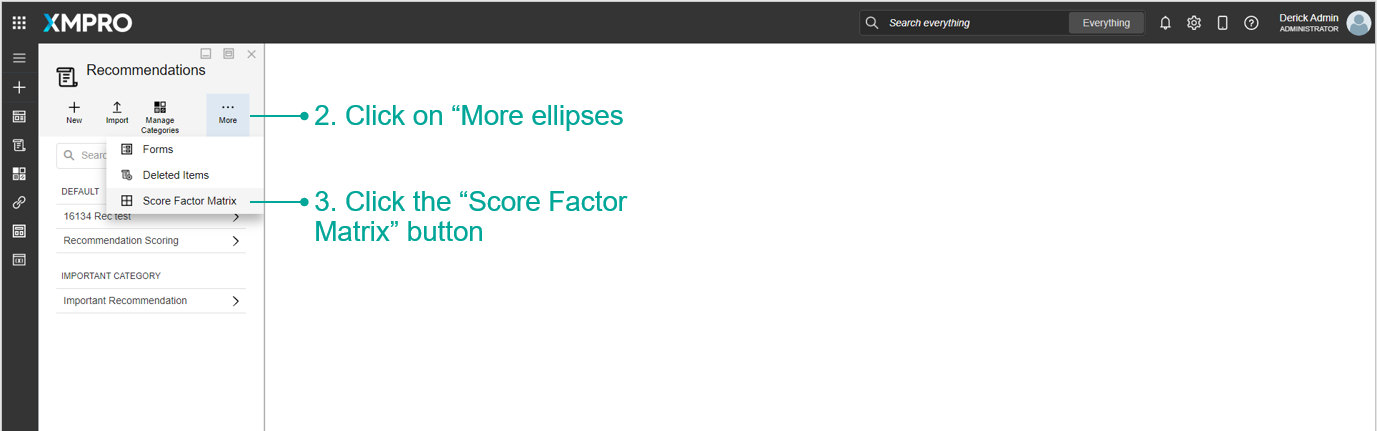 XMPRO
Search everything
Everything
Derick Admin
ADMINISTRATOR
Recommendations
New
Import
Manage
Categories
More
2. Click on “More ellipses
Forms
Sear
Deleted Items
DEFAULT
Score Factor Matrix
3. Click the “Score Factor
Matrix” button
16134 Rec test
Recommendation Scoring
IMPORTANT CATEGORY
Important Recommendation